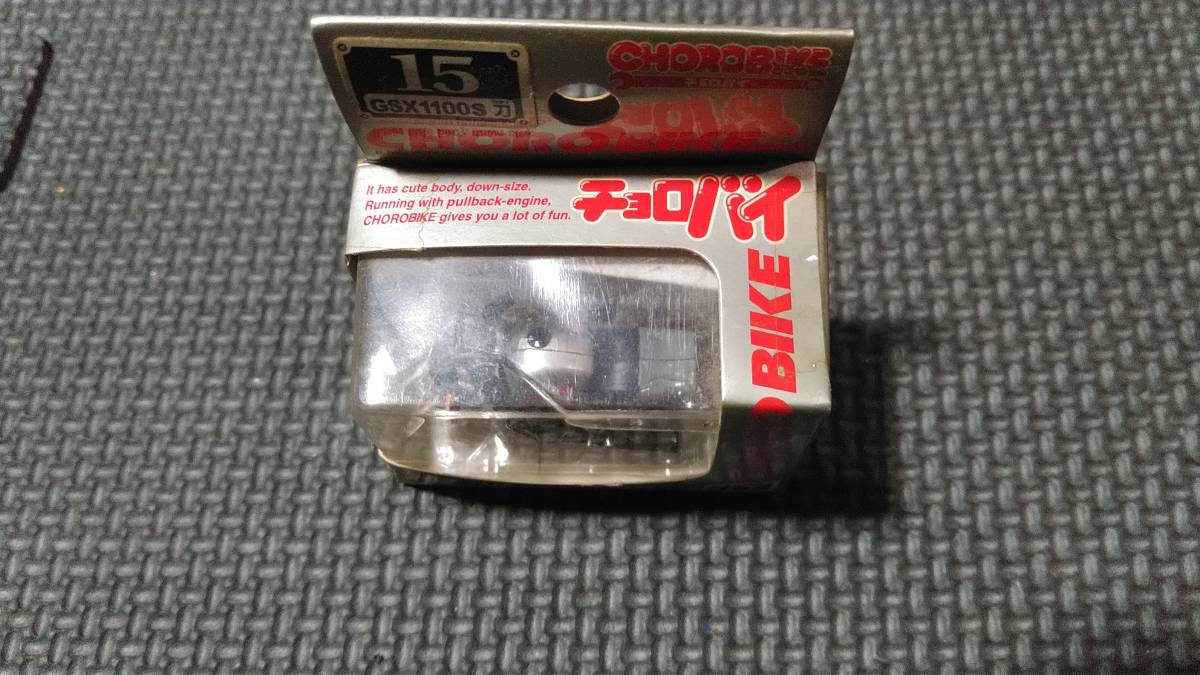 15
GSX1100S 刀
CHOROBIKE
CHOROBIKE
It has cute body, down-size.
Running with pullback-engine,
CHOROBIKE gives you a lot of fun.
チョロバイ
BIKE